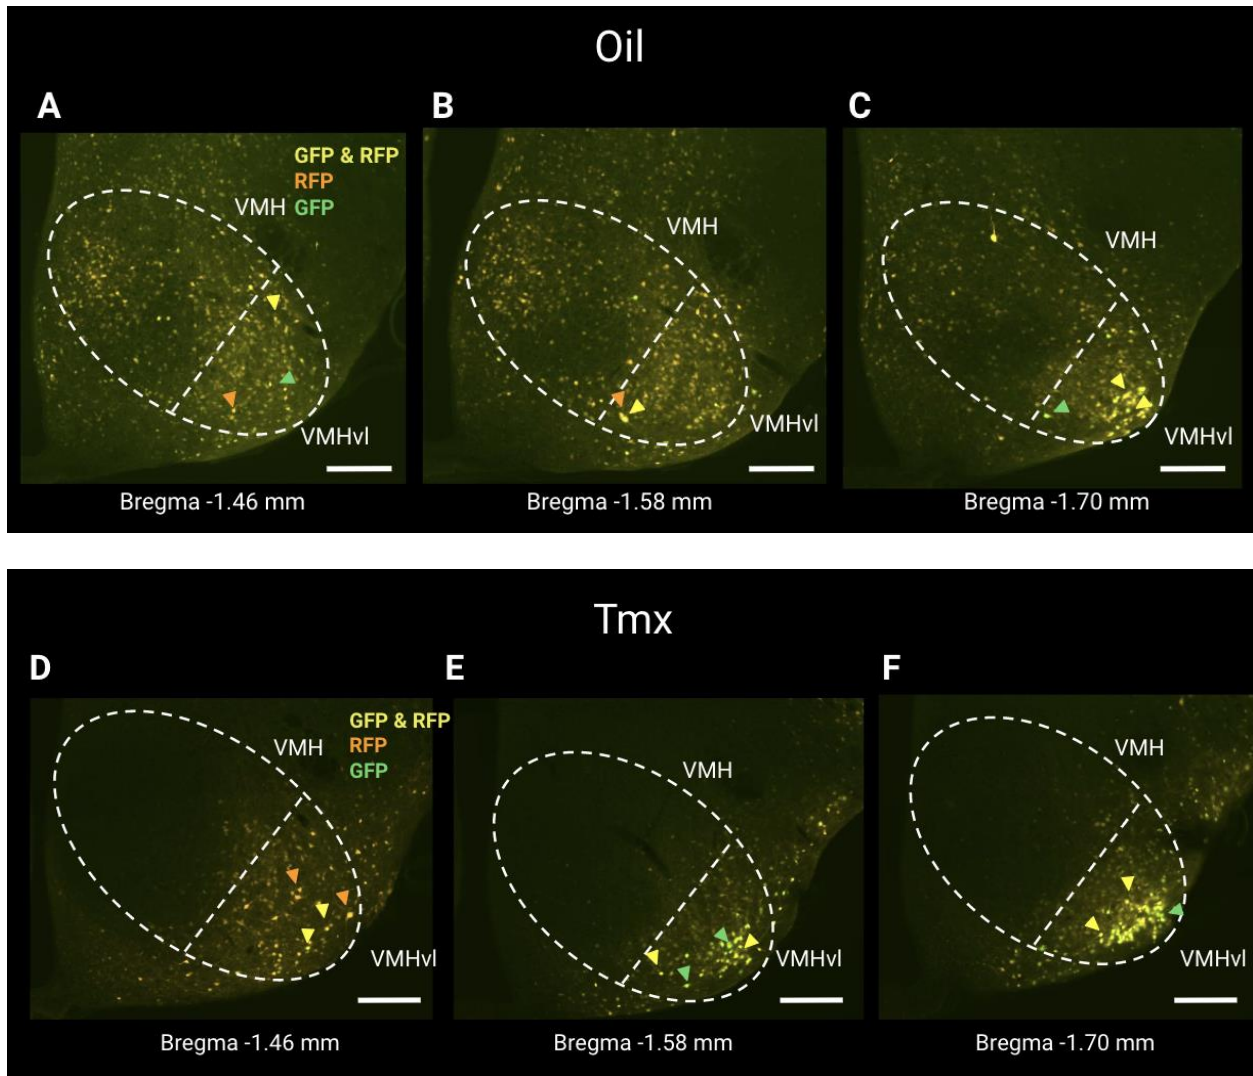 Oil
A
B
C
GFP & RFP
RFP
GFP
VMH
VMHvl
VMH
VMHvl
VMH
VMHvl
Bregma -1.46 mm
Bregma -1.58 mm
Bregma -1.70 mm
Tmx
D
E
F
GFP & RFP
RFP
GFP
VMH
VMHvl
VMH
VMHvl
VMH
VMHvl
Bregma -1.46 mm
Bregma -1.58 mm
Bregma -1.70 mm